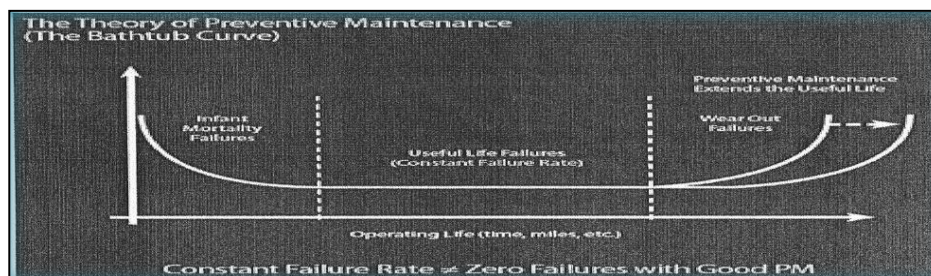 The Theory of Preventive Maintenance
(The Bathtub Curve)
Preventive Maintenance
Extends the Useful Life
Infant
Mortality
Failures
Wear Out
Failures
Useful Life Failures
(Constant Failure Rate)
Operating Life (time, miles, etc.)
Constant Failure Rate ≠ Zero Failures with Good PM